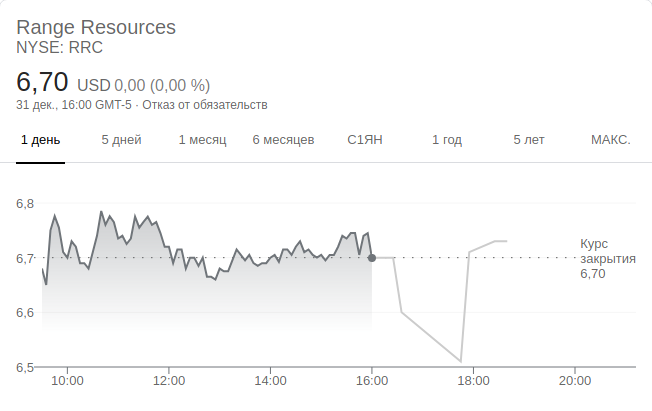 Range Resources
NYSE: RRC
6,70 USD 0,00 (0,00 %)
31 дек., 16:00 GMT-5 · Отказ от обязательств
1 день 5 дней 1 месяц 6 месяцев С1ЯН 1 год 5 лет МАКС.
6,8
6,7
6,6
6,5
Курс
закрытия
6,70
10:00 12:00 14:00 16:00 18:00 20:00